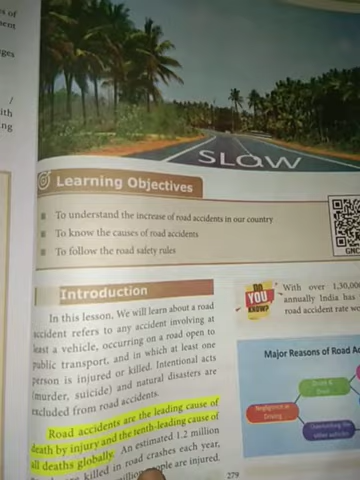 SLOW
Learning Objectives
To understand the increase of road accidents in our country
To know the causes of road accidents
To follow the road safety rules
Introduction
In this lesson, We will learn about a road
accident refers to any accident involving at
least a vehicle, occurring on a road open to
public transport, and in which at least one
person is injured or killed. Intentional acts
(murder, suicide) and natural disasters are
excluded from road accidents.
Road accidents are the leading cause of
death by injury and the tenth-leading cause of
all deaths globally. An estimated 1.2 million
killed in road crashes each year,
are injured.
DO
YOU
KNOW?
With over 1,30,00
annually India has
road accident rate
Major Reasons of Road
Drink &
Drive
Negligence in
Driving
Overtaking the
other vehicles
279